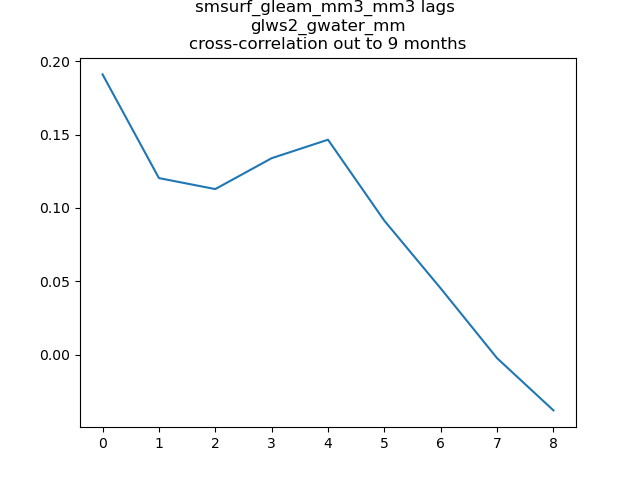 smsurf_gleam_mm3_mm3 lags
glws2_gwater_mm
cross-correlation out to 9 months
0.20
0.15
0.10
0.05
0.00
0 1 2 3 4 5 6 7 8